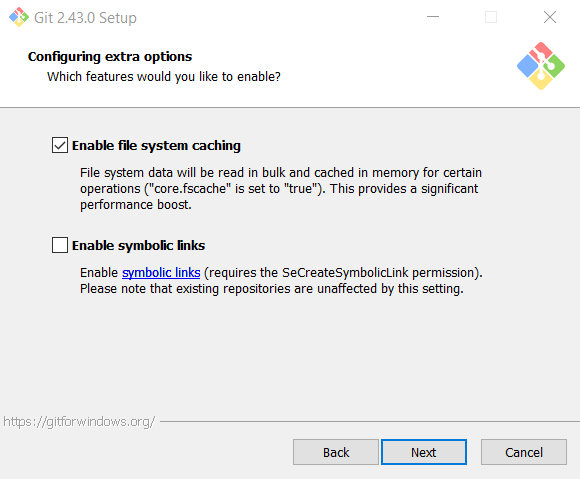 Git 2.43.0 Setup
Configuring extra options
Which features would you like to enable?
Enable file system caching
File system data will be read in bulk and cached in memory for certain
operations ("core.fscache" is set to "true"). This provides a significant
performance boost.
Enable symbolic links
Enable symbolic links (requires the SeCreateSymbolicLink permission).
Please note that existing repositories are unaffected by this setting.
https://gitforwindows.org/
Back Next Cancel